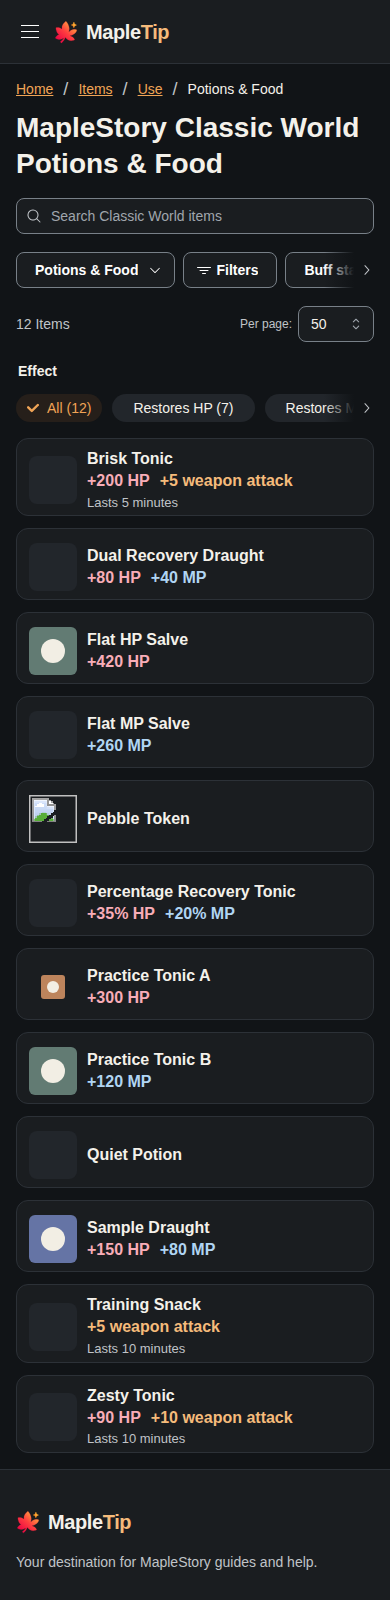 MapleTip
Home / Items / Use / Potions & Food
MapleStory Classic World
Potions & Food
Search Classic World items
Potions & Food
Filters
Buff
12 Items
Per page: 50
Effect
All (12)
Restores HP (7)
Restores
Brisk Tonic
+200 HP +5 weapon attack
Lasts 5 minutes
Dual Recovery Draught
+80 HP +40 MP
Flat HP Salve
+420 HP
Flat MP Salve
+260 MP
Pebble Token
Percentage Recovery Tonic
+35% HP +20% MP
Practice Tonic A
+300 HP
Practice Tonic B
+120 MP
Quiet Potion
Sample Draught
+150 HP +80 MP
Training Snack
+5 weapon attack
Lasts 10 minutes
Zesty Tonic
+90 HP +10 weapon attack
Lasts 10 minutes
MapleTip
Your destination for MapleStory guides and help.